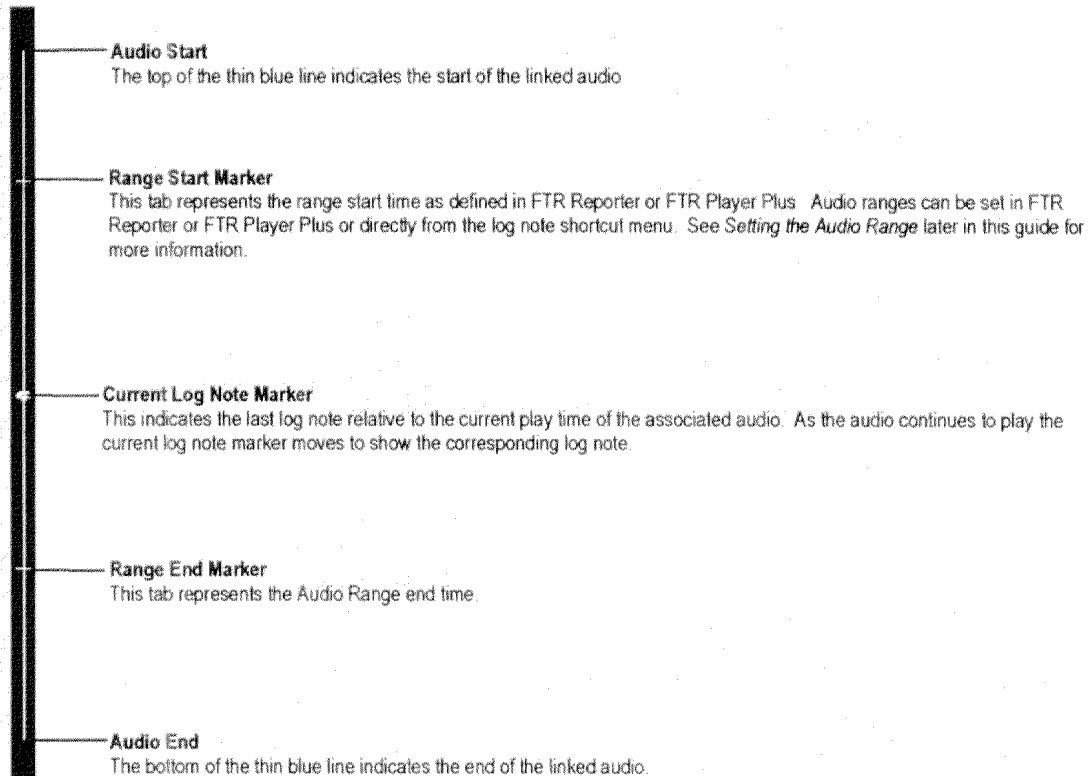 Audio Start
The top of the thin blue line indicates the start of the linked audio
Range Start Marker
This tab represents the range start time as defined in FTR Reporter or FTR Player Plus Audio ranges can be set in FTR
Reporter or FTR Player Plus or directly from the log note shortcut menu. See Setting the Audio Range later in this guide for
more information.
Current Log Note Marker
This indicates the last log note relative to the current play time of the associated audio. As the audio continues to play the
current log note marker moves to show the corresponding log note.
Range End Marker
This tab represents the Audio Range end time.
Audio End
The bottom of the thin blue line indicates the end of the linked audio.